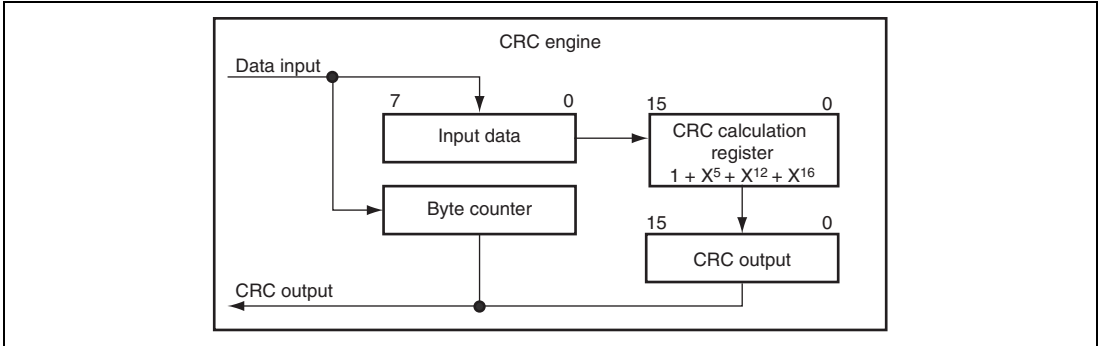 CRC engine
Data input
7 0
Input data
15 0
CRC calculation
register
1 + X⁵ + X¹² + X¹⁶
Byte counter
15 0
CRC output
CRC output